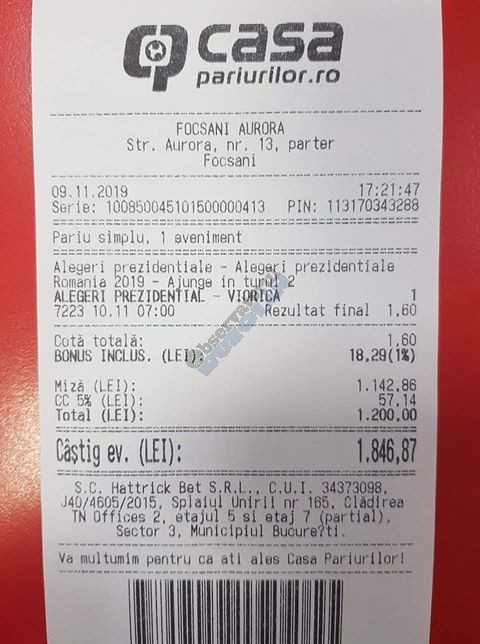 casa
pariurilor.ro
FOCSANI AURORA
Str. Aurora, nr. 13, parter
Focsani
09.11.2019 17:21:47
Serie: 100850045101500000413 PIN: 113170343288
Pariu simplu, 1 eveniment
Alegeri prezidentiale - Alegeri prezidentiale
Romania 2019 - Ajunge in turul 2
ALEGERI PREZIDENTIAL - VIORICA 1
7223 10.11 07:00 Rezultat final 1,60
Cotă totală: 1,60
BONUS INCLUS. (LEI): 18,29(1%)
Miză (LEI): 1.142,86
CC 5% (LEI): 57,14
Total (LEI): 1.200,00
Câştig ev. (LEI): 1.846,87
S.C. Hattrick Bet S.R.L., C.U.I. 34373098,
J40/4605/2015, Splaiul Unirii nr 165, Clădirea
TN Offices 2, etajul 5 si etaj 7 (partial),
Sector 3, Municipiul Bucure?ti.
Va multumim pentru ca ati ales Casa Pariurilor!